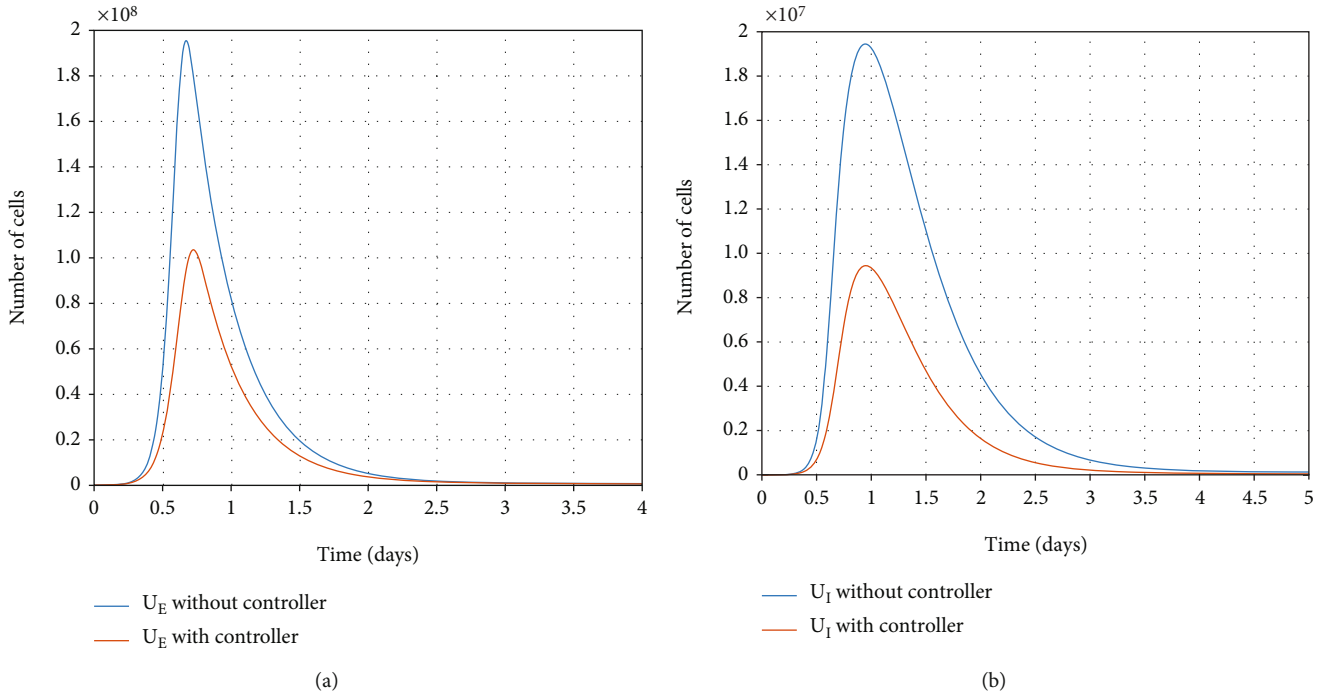 ×10⁸
2
1.8
1.6
1.4
1.2
1.0
0.8
0.6
0.4
0.2
0
Number of cells
0 0.5 1 1.5 2 2.5 3 3.5 4
Time (days)
U_E without controller
U_E with controller
(a)
×10⁷
2
1.8
1.6
1.4
1.2
1.0
0.8
0.6
0.4
0.2
0
Number of cells
0 0.5 1 1.5 2 2.5 3 3.5 4 4.5 5
Time (days)
U_I without controller
U_I with controller
(b)